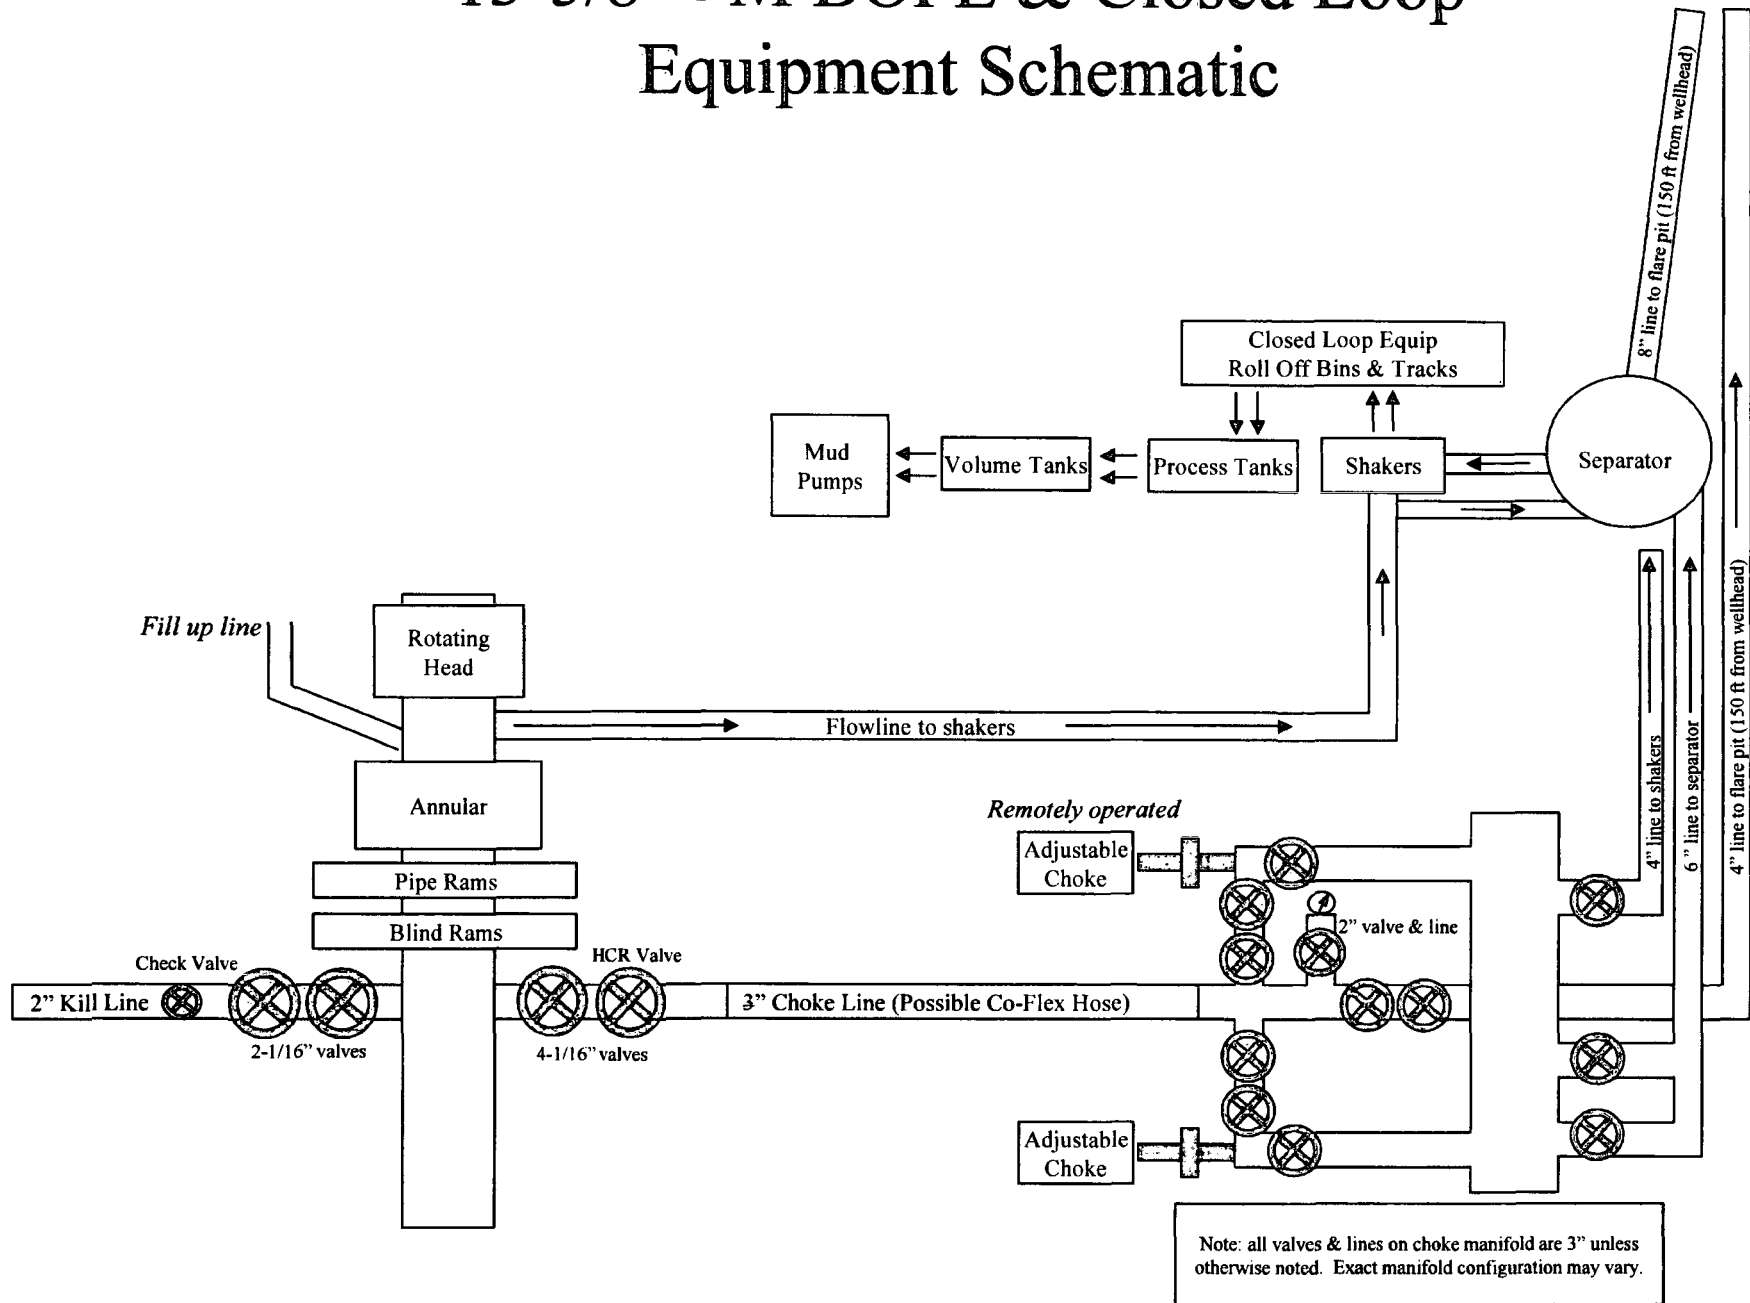 Equipment Schematic
8” line to flare pit (150 ft from wellhead)
Closed Loop Equip
Roll Off Bins & Tracks
Mud
Pumps
Volume Tanks
Process Tanks
Shakers
Separator
Fill up line
Rotating
Head
Flowline to shakers
Annular
Pipe Rams
Blind Rams
Remotely operated
Adjustable
Choke
4” line to shakers
6 ” line to separator
4” line to flare pit (150 ft from wellhead)
2” valve & line
Check Valve
HCR Valve
2” Kill Line
3” Choke Line (Possible Co-Flex Hose)
2-1/16” valves
4-1/16” valves
Adjustable
Choke
Note: all valves & lines on choke manifold are 3” unless
otherwise noted. Exact manifold configuration may vary.